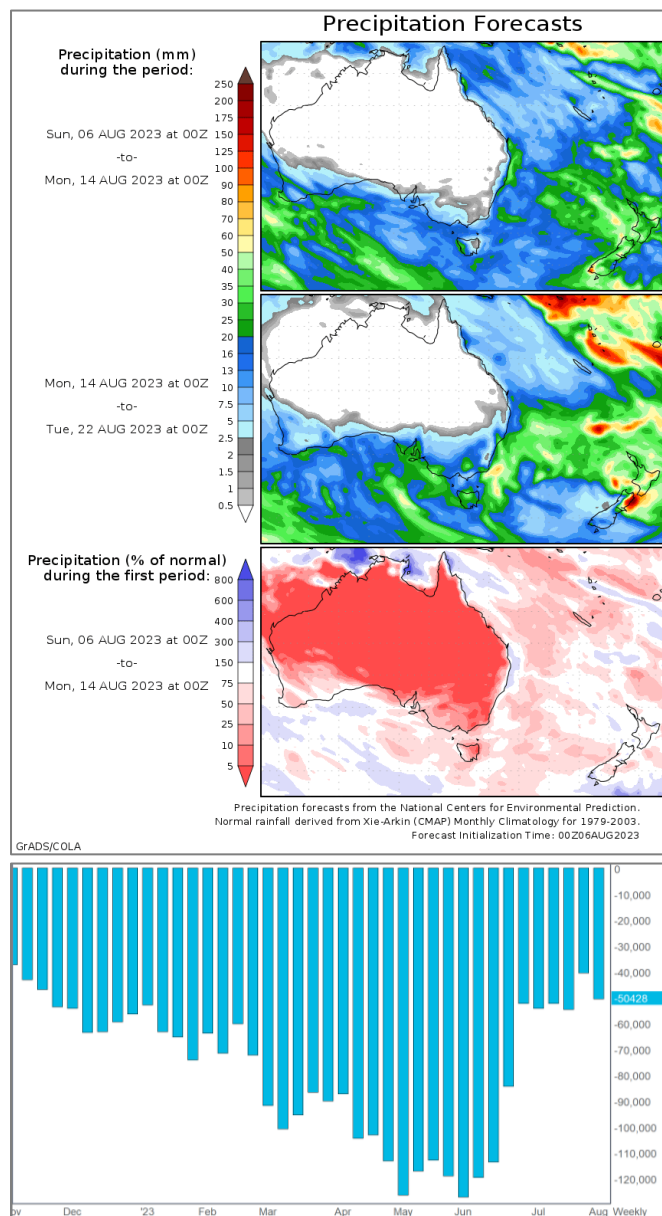 Precipitation Forecasts
Precipitation (mm)
during the period:
250
200
175
150
125
100
90
80
70
60
50
40
35
30
25
20
16
13
10
7.5
5
2.5
2
1.5
1
0.5
Sun, 06 AUG 2023 at 00Z
-to-
Mon, 14 AUG 2023 at 00Z
Mon, 14 AUG 2023 at 00Z
-to-
Tue, 22 AUG 2023 at 00Z
Precipitation (% of normal)
during the first period:
800
600
400
300
150
75
50
25
10
5
Sun, 06 AUG 2023 at 00Z
-to-
Mon, 14 AUG 2023 at 00Z
Precipitation forecasts from the National Centers for Environmental Prediction.
Normal rainfall derived from Xie-Arkin (CMAP) Monthly Climatology for 1979-2003.
Forecast Initialization Time: 00Z06AUG2023
GrADS/COLA
0
-10,000
-20,000
-30,000
-40,000
-50428
-60,000
-70,000
-80,000
-90,000
-100,000
-110,000
-120,000
ov Dec '23 Feb Mar Apr May Jun Jul Aug Weekly